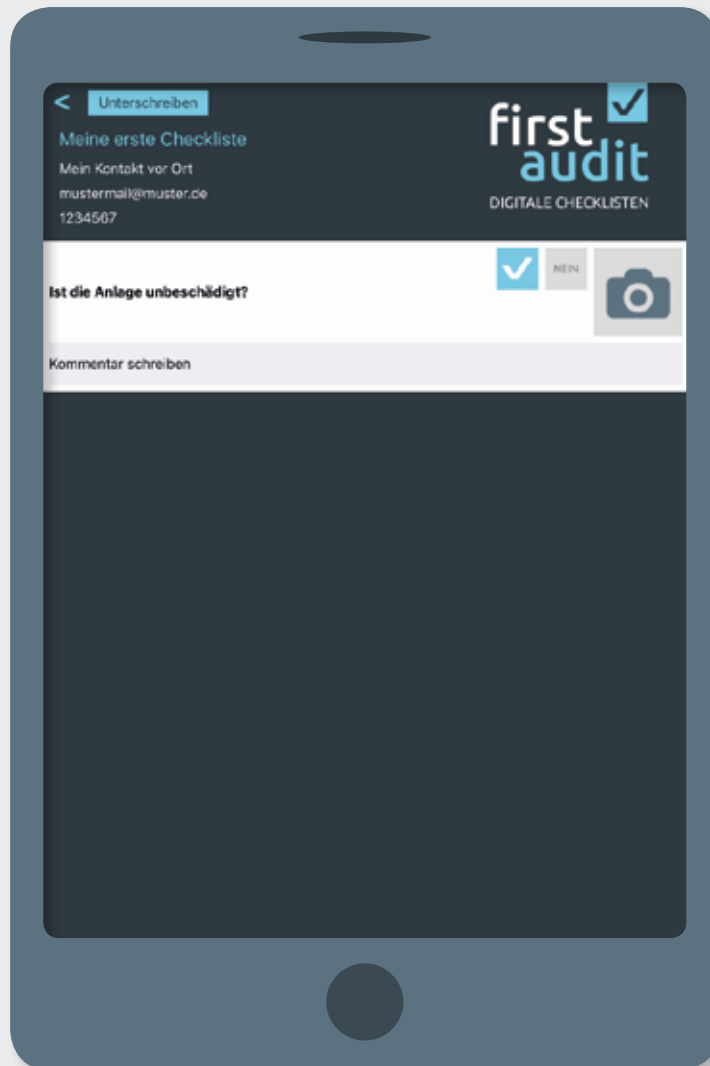 <
Unterschreiben
Meine erste Checkliste
Mein Kontakt vor Ort
mustermail@muster.de
1234567
first
audit
DIGITALE CHECKLISTEN
Ist die Anlage unbeschädigt?
NEIN
Kommentar schreiben